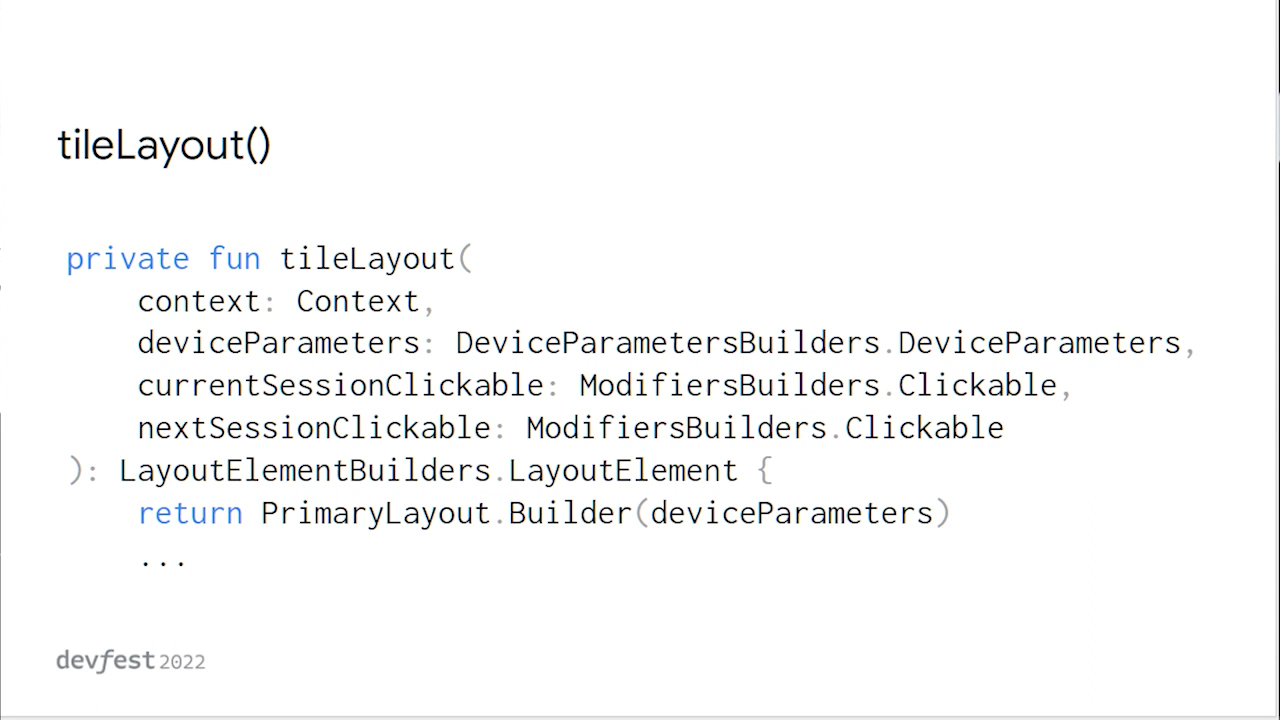 tileLayout()
private fun tileLayout(
    context: Context,
    deviceParameters: DeviceParametersBuilders.DeviceParameters,
    currentSessionClickable: ModifiersBuilders.Clickable,
    nextSessionClickable: ModifiersBuilders.Clickable
): LayoutElementBuilders.LayoutElement {
    return PrimaryLayout.Builder(deviceParameters)
    ...
devfest 2022